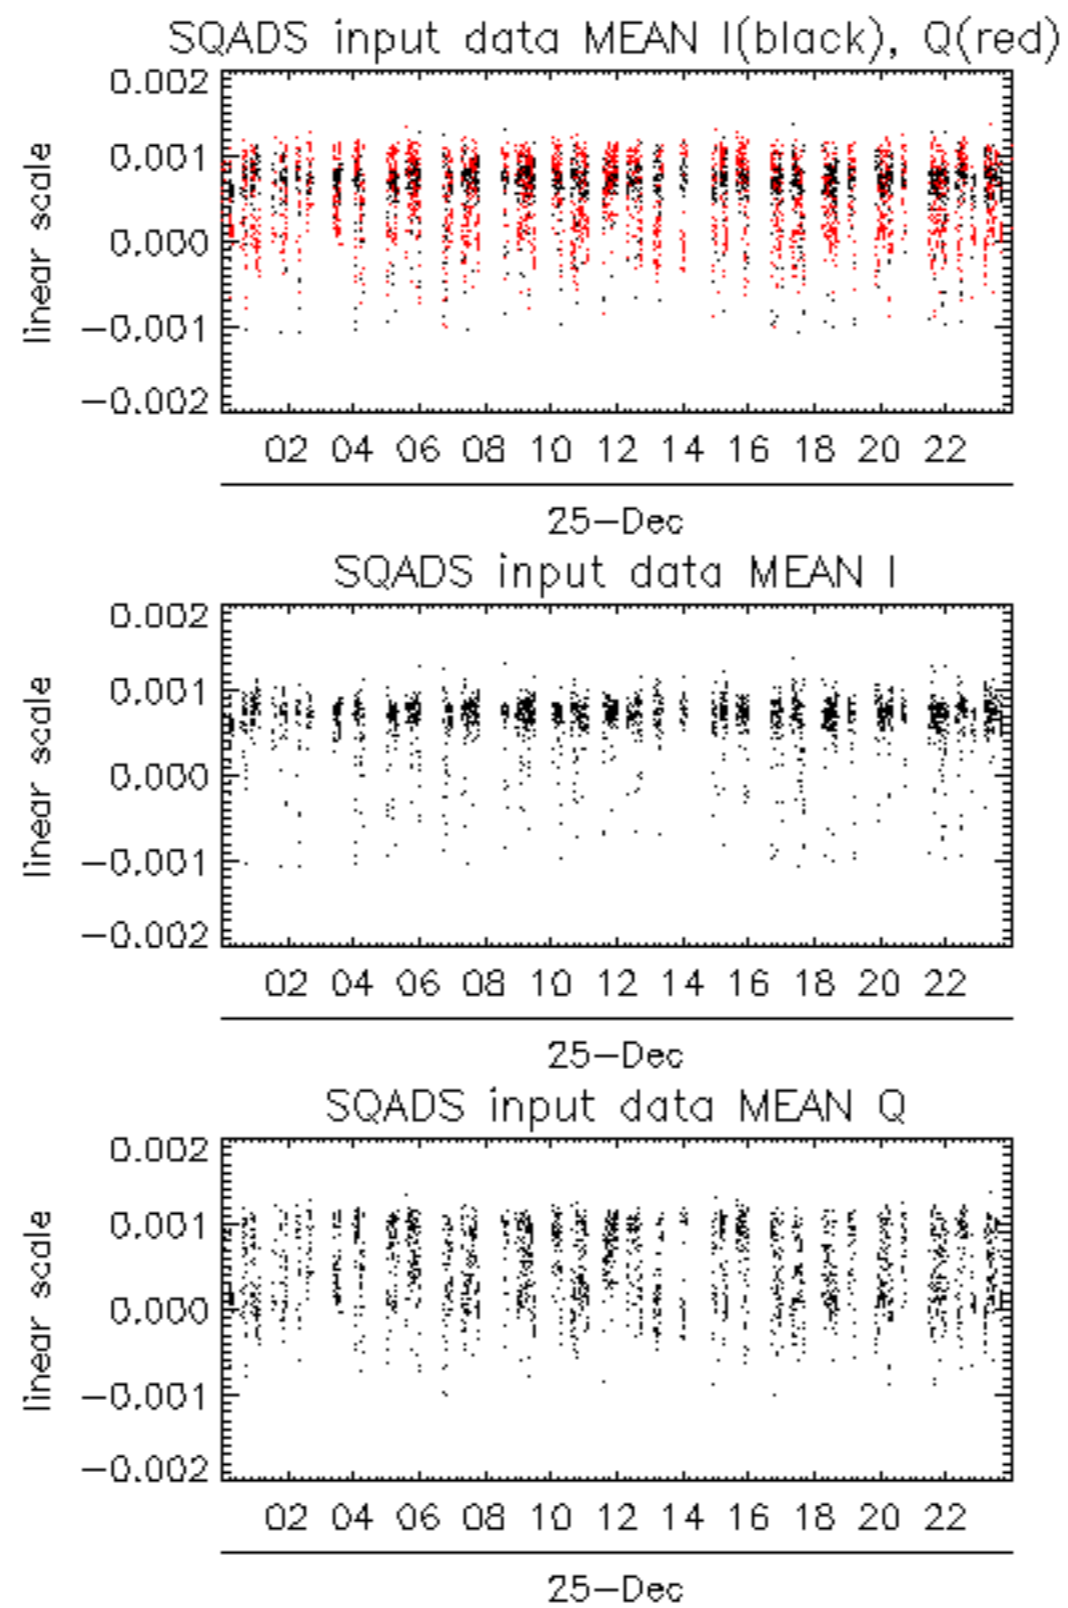 SQADS input data MEAN I(black), Q(red)
0.002
0.001
0.000
−0.001
−0.002
linear scale
02 04 06 08 10 12 14 16 18 20 22
25−Dec
SQADS input data MEAN I
0.002
0.001
0.000
−0.001
−0.002
linear scale
02 04 06 08 10 12 14 16 18 20 22
25−Dec
SQADS input data MEAN Q
0.002
0.001
0.000
−0.001
−0.002
linear scale
02 04 06 08 10 12 14 16 18 20 22
25−Dec